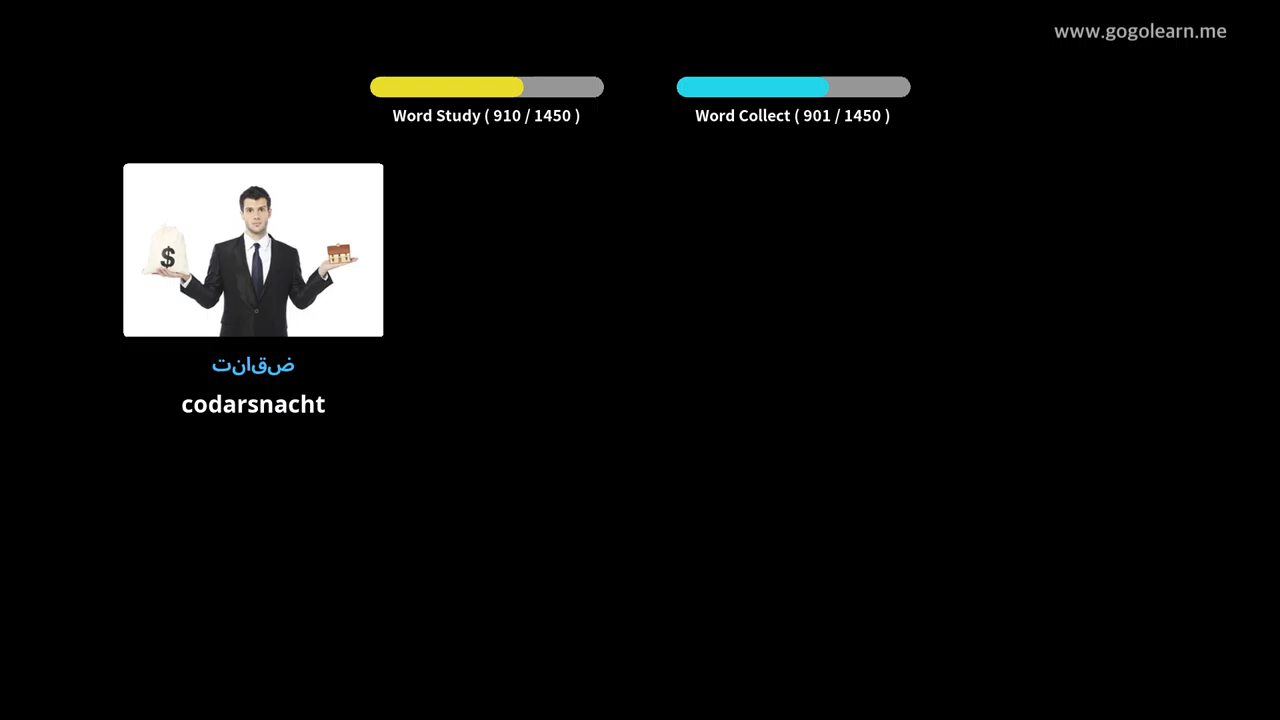 www.gogolearn.me
Word Study ( 910 / 1450 )
Word Collect ( 901 / 1450 )
$
تناقض
codarsnacht